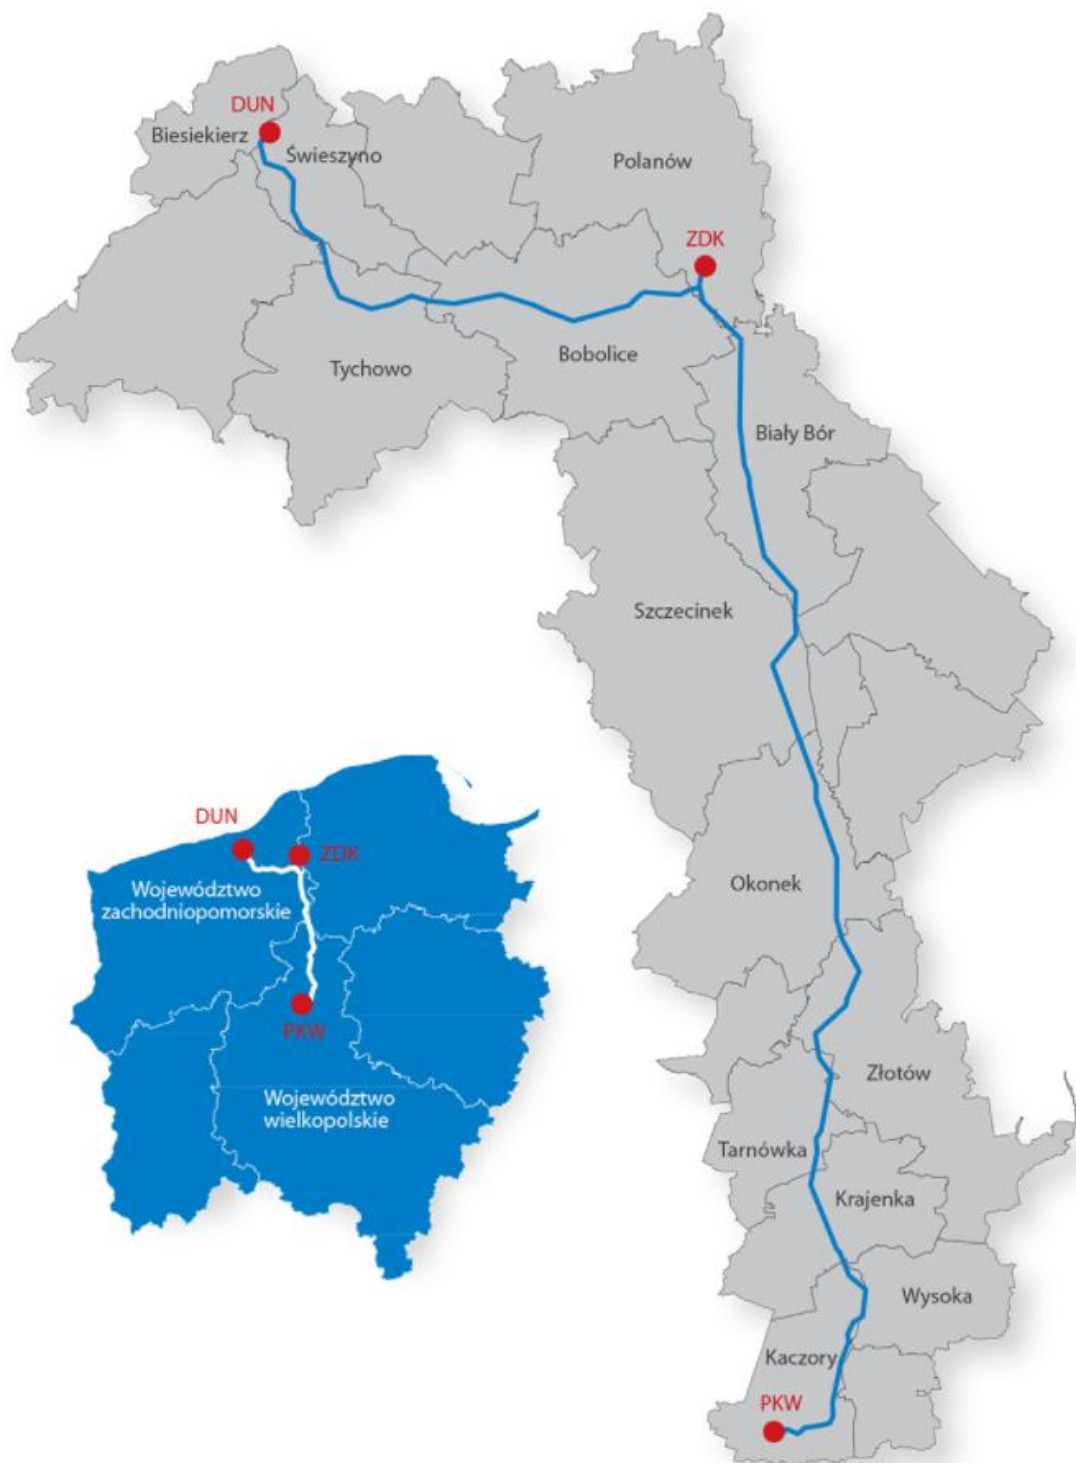 DUN
Biesiekierz
Świeszyno
Polanów
ZDK
Bobolice
Tychowo
Biały Bór
Szczecinek
DUN
ZDK
Województwo
zachodniopomorskie
Okonek
PKW
Złotów
Województwo
wielkopolskie
Tarnówka
Krajenka
Wysoka
Kaczory
PKW